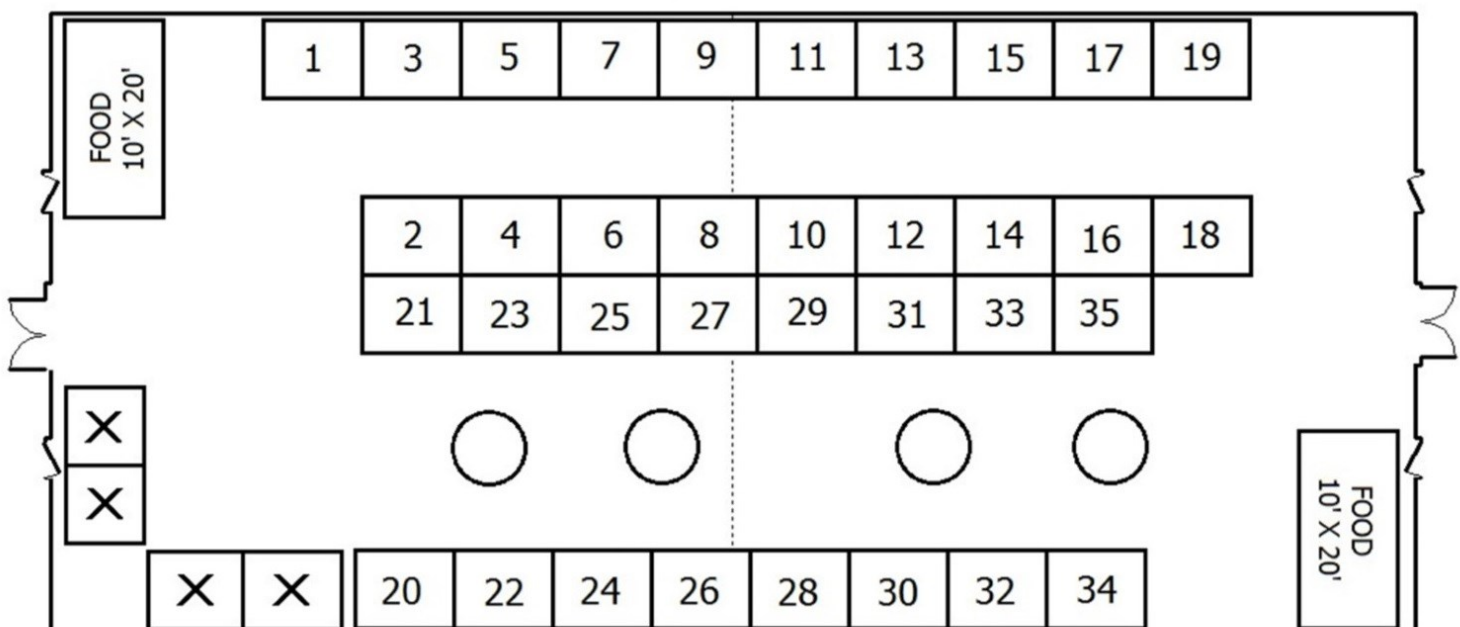 FOOD
10' X 20'
1 3 5 7 9 11 13 15 17 19
2 4 6 8 10 12 14 16 18
21 23 25 27 29 31 33 35
X
X
X X
20 22 24 26 28 30 32 34
FOOD
10' X 20'